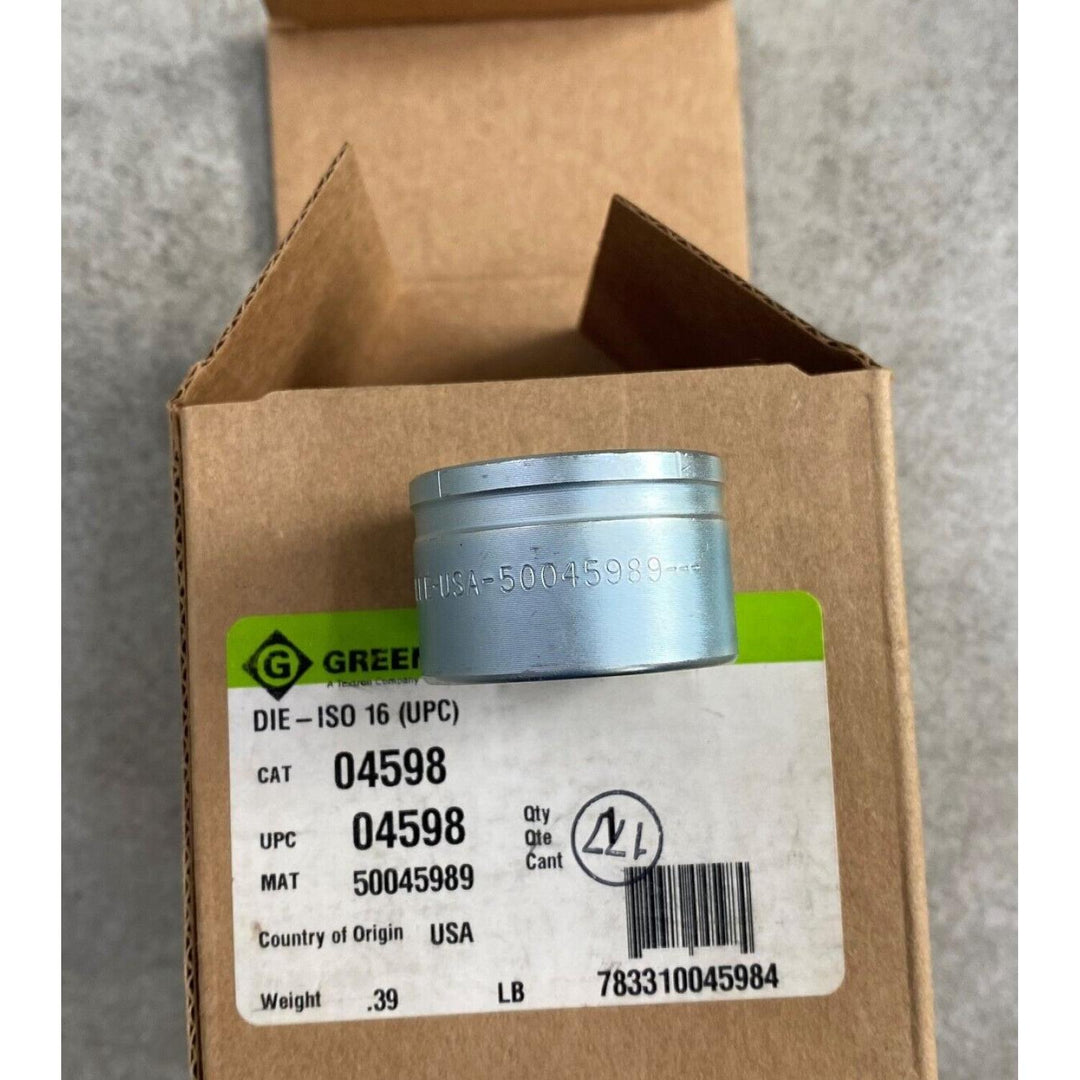 DIE-USA-50045989---
G GREEN
A Textron Company
DIE – ISO 16 (UPC)
CAT 04598
UPC 04598
MAT 50045989
Qty
Qte
Cant
Country of Origin USA
Weight .39 LB
783310045984